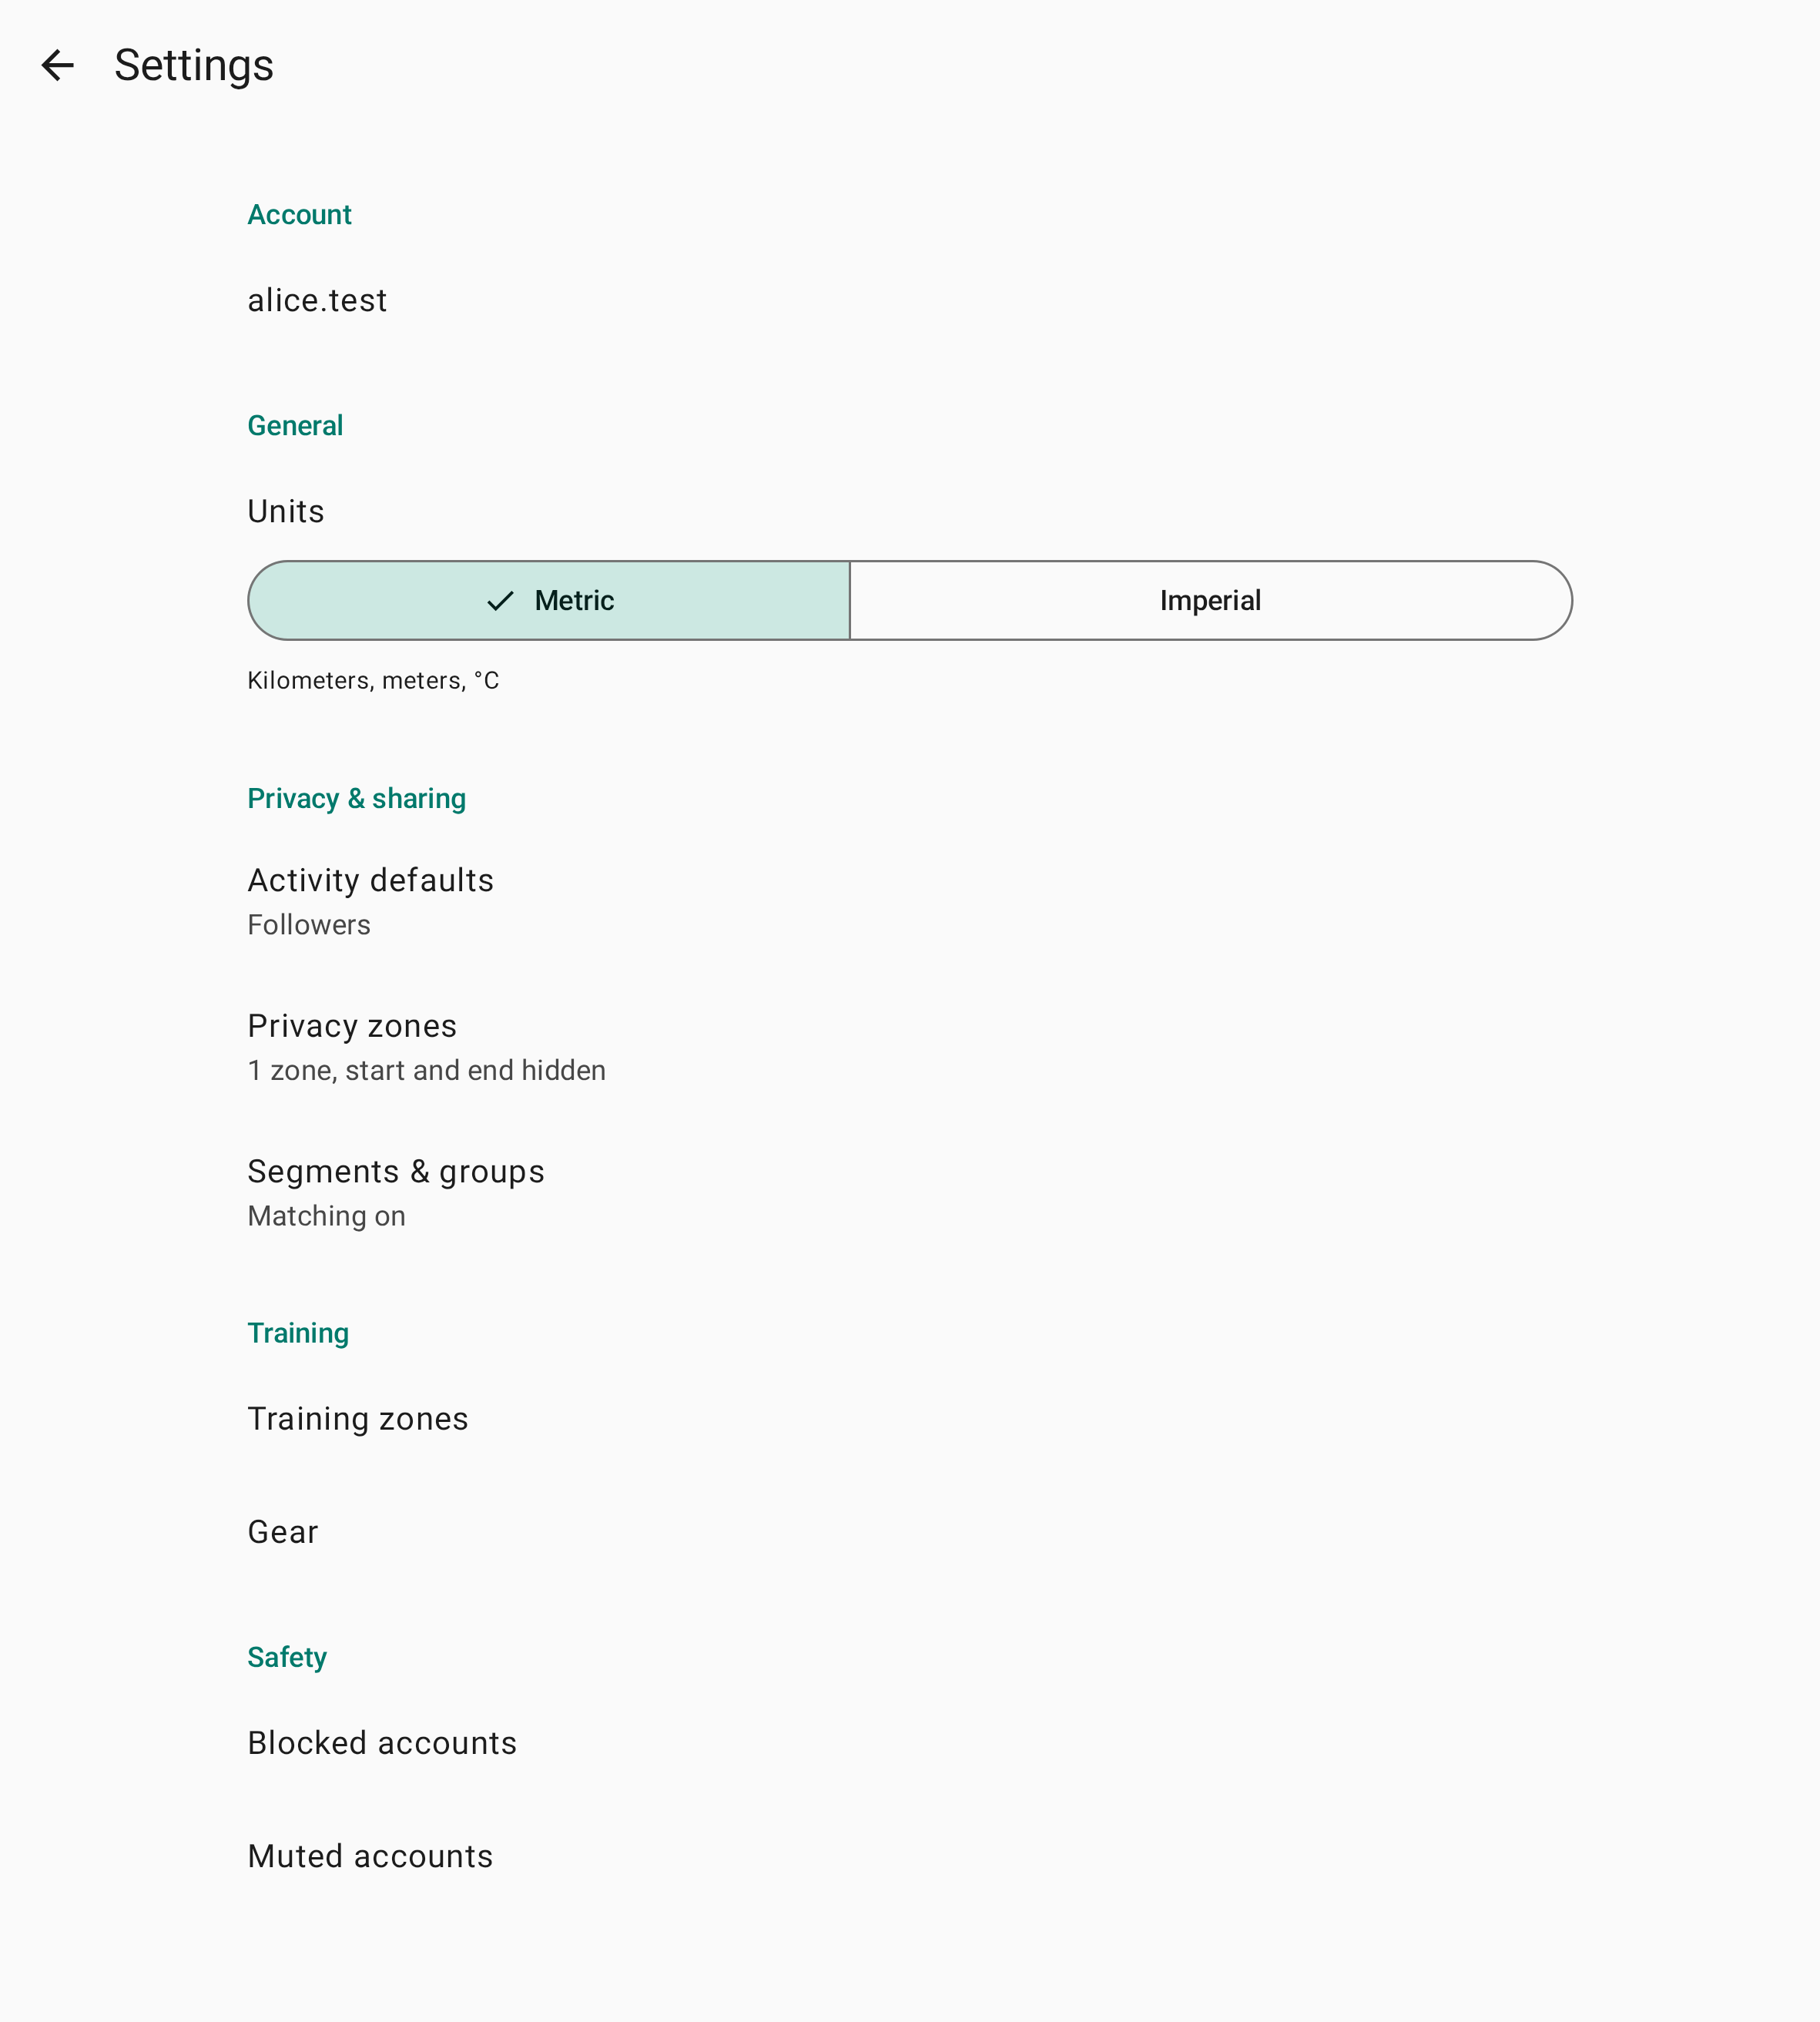 Settings
Account
alice.test
General
Units
Metric Imperial
Kilometers, meters, °C
Privacy & sharing
Activity defaults
Followers
Privacy zones
1 zone, start and end hidden
Segments & groups
Matching on
Training
Training zones
Gear
Safety
Blocked accounts
Muted accounts